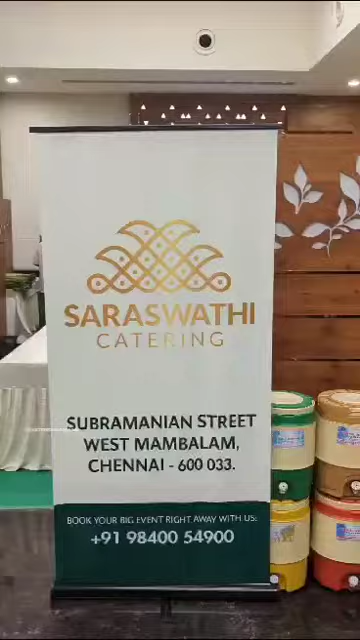 SARASWATHI
CATERING
SUBRAMANIAN STREET
WEST MAMBALAM,
CHENNAI - 600 033.
BOOK YOUR BIG EVENT RIGHT AWAY WITH US:
+91 98400 54900